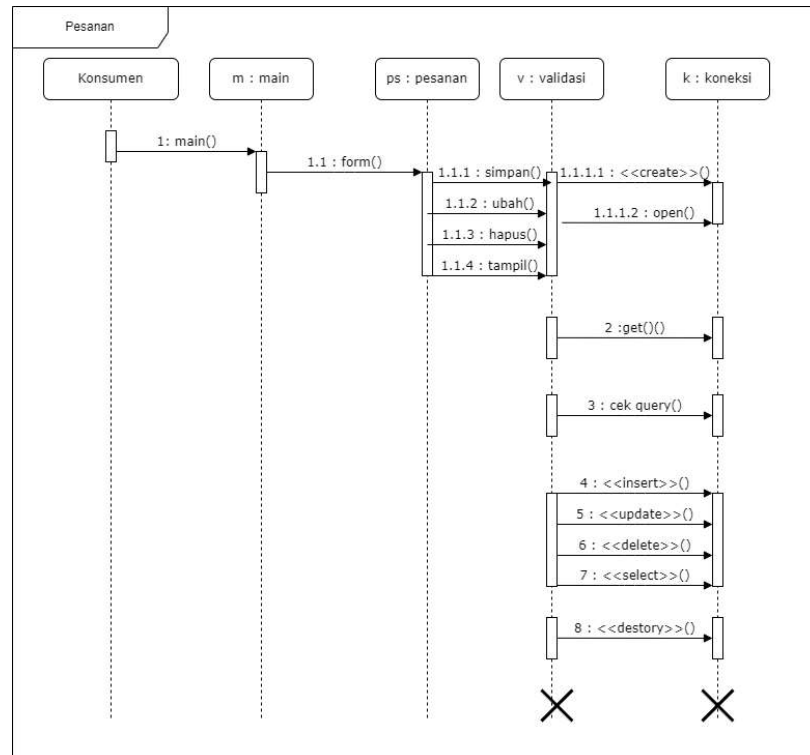 Pesanan
Konsumen
m : main
ps : pesanan
v : validasi
k : koneksi
1: main()
1.1 : form()
1.1.1 : simpan()
1.1.1.1 : <<create>>()
1.1.2 : ubah()
1.1.1.2 : open()
1.1.3 : hapus()
1.1.4 : tampil()
2 :get()()
3 : cek query()
4 : <<insert>>()
5 : <<update>>()
6 : <<delete>>()
7 : <<select>>()
8 : <<destory>>()